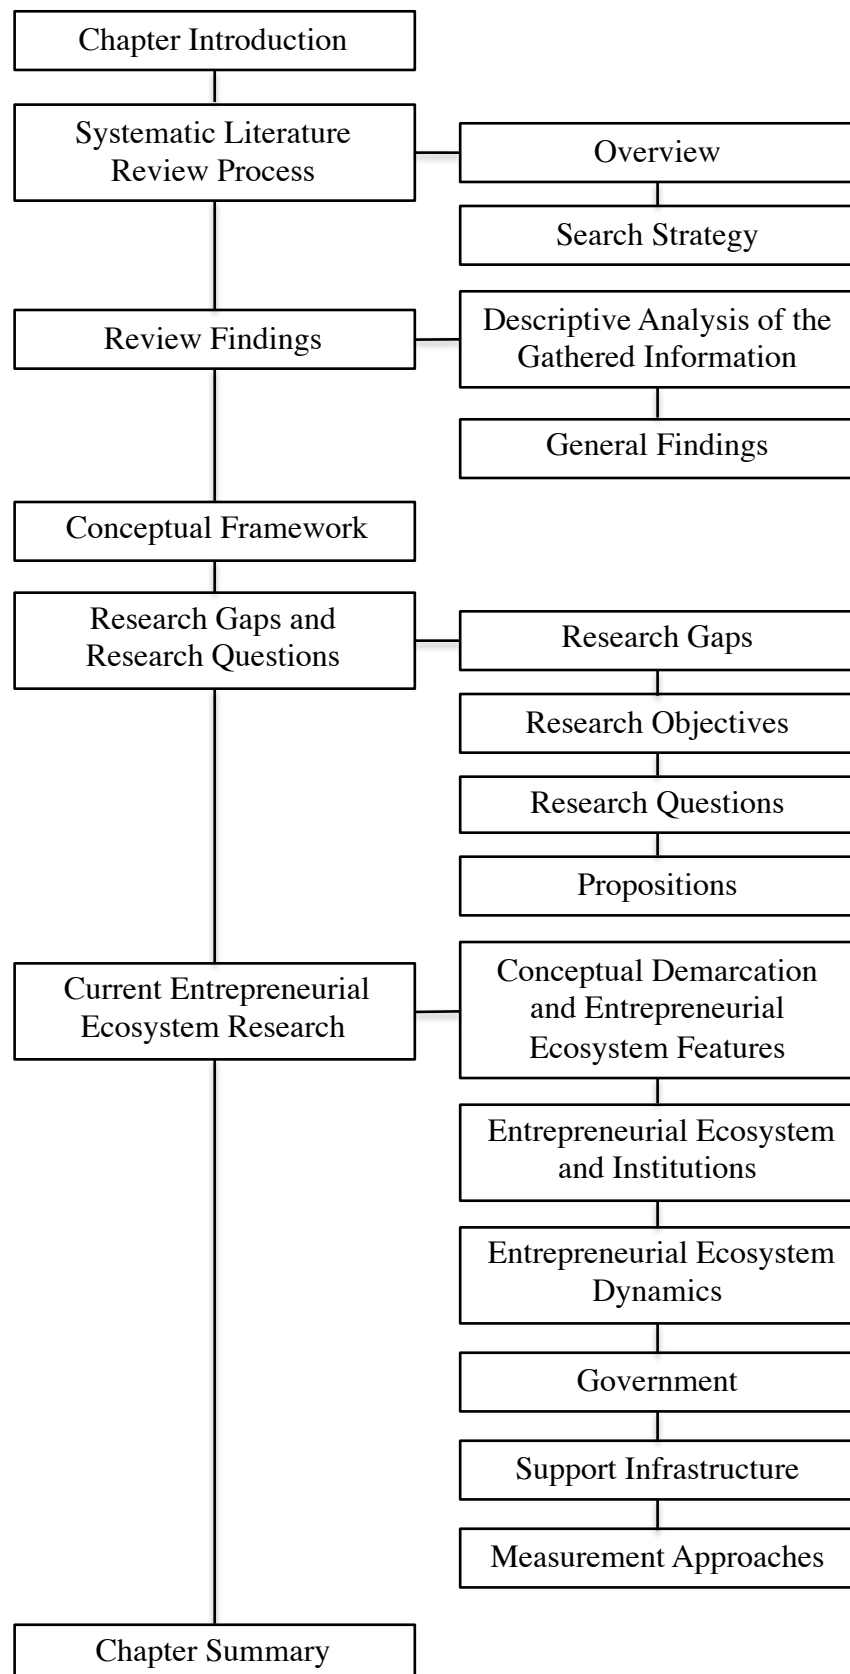 Chapter Introduction
Systematic Literature
Review Process
Overview
Search Strategy
Review Findings
Descriptive Analysis of the
Gathered Information
General Findings
Conceptual Framework
Research Gaps and
Research Questions
Research Gaps
Research Objectives
Research Questions
Propositions
Current Entrepreneurial
Ecosystem Research
Conceptual Demarcation
and Entrepreneurial
Ecosystem Features
Entrepreneurial Ecosystem
and Institutions
Entrepreneurial Ecosystem
Dynamics
Government
Support Infrastructure
Measurement Approaches
Chapter Summary